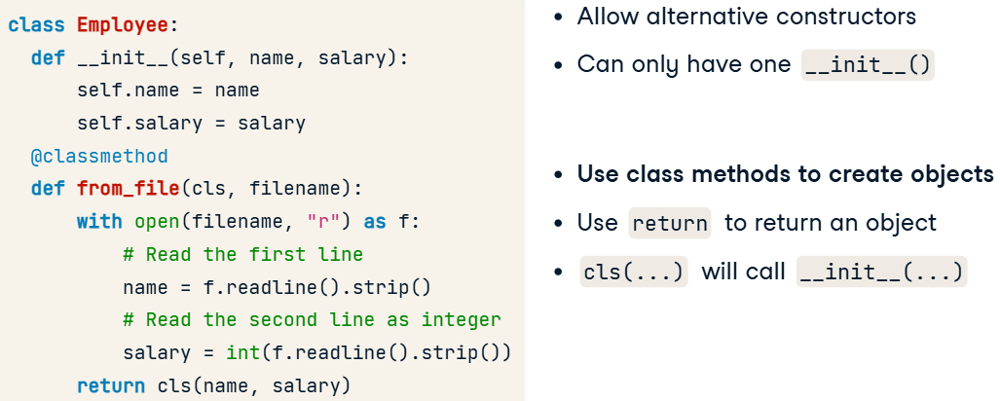 class Employee:
def __init__(self, name, salary):
self.name = name
self.salary = salary
@classmethod
def from_file(cls, filename):
with open(filename, "r") as f:
# Read the first line
name = f.readline().strip()
# Read the second line as integer
salary = int(f.readline().strip())
return cls(name, salary)
• Allow alternative constructors
• Can only have one __init__()
• Use class methods to create objects
• Use return to return an object
• cls(...) will call __init__(...)